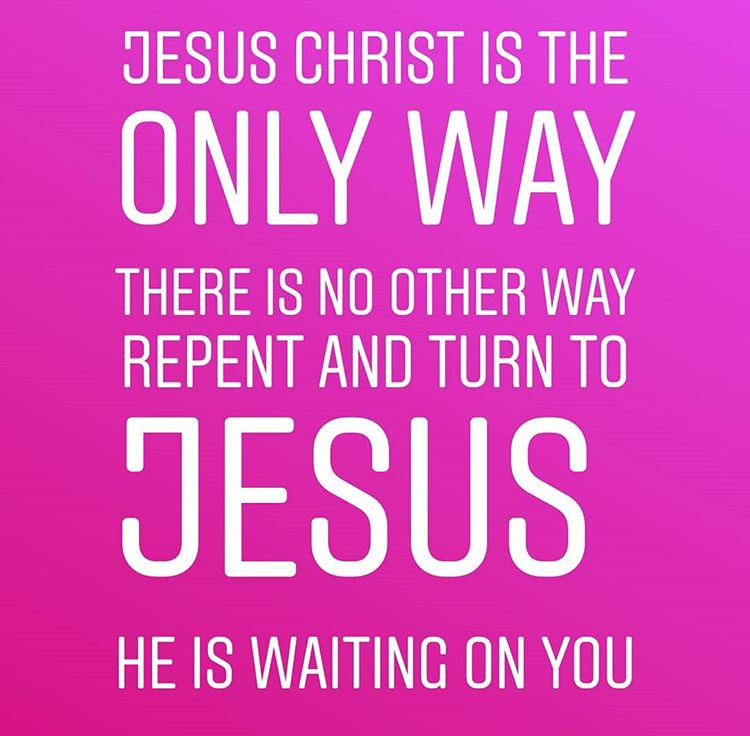 JESUS CHRIST IS THE
ONLY WAY
THERE IS NO OTHER WAY
REPENT AND TURN TO
JESUS
HE IS WAITING ON YOU